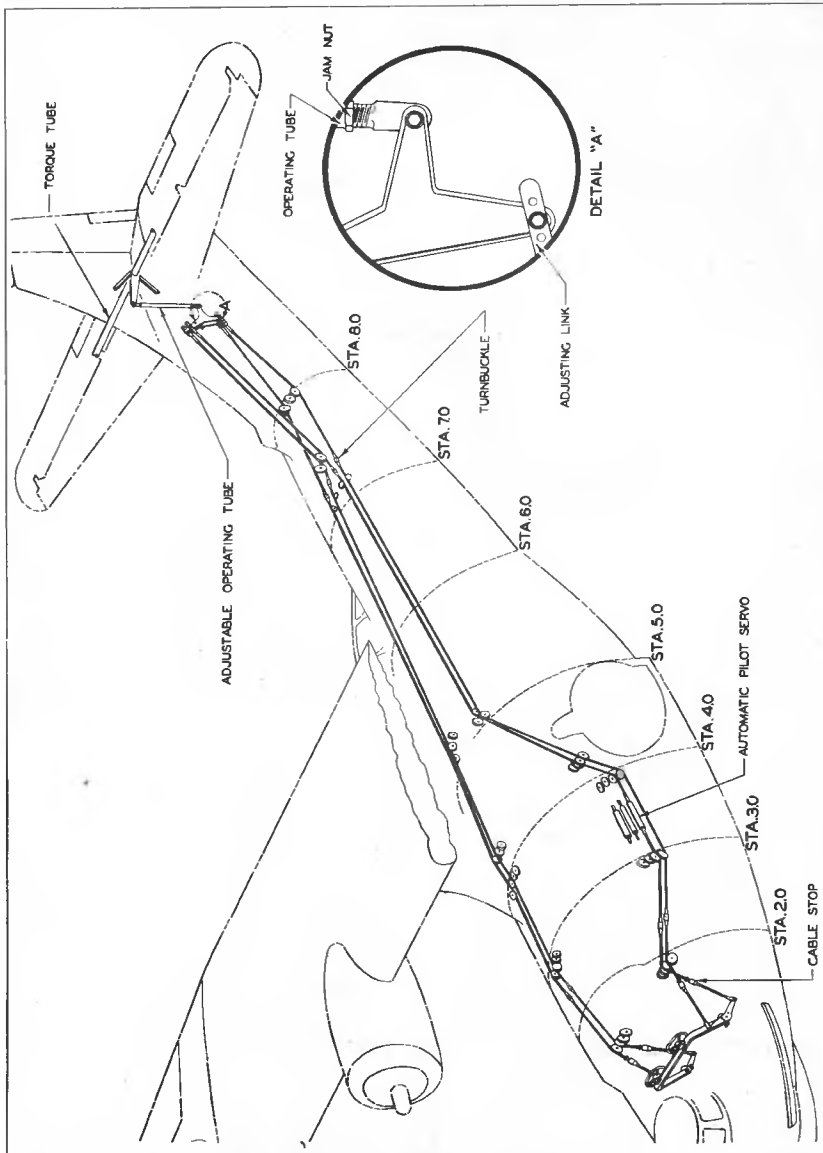 TORQUE TUBE
OPERATING TUBE
JAM NUT
DETAIL "A"
ADJUSTING LINK
TURNBUCKLE
ADJUSTABLE OPERATING TUBE
A
STA.8.0
STA.7.0
STA.6.0
STA.5.0
STA.4.0
AUTOMATIC PILOT SERVO
STA.3.0
STA.2.0
CABLE STOP